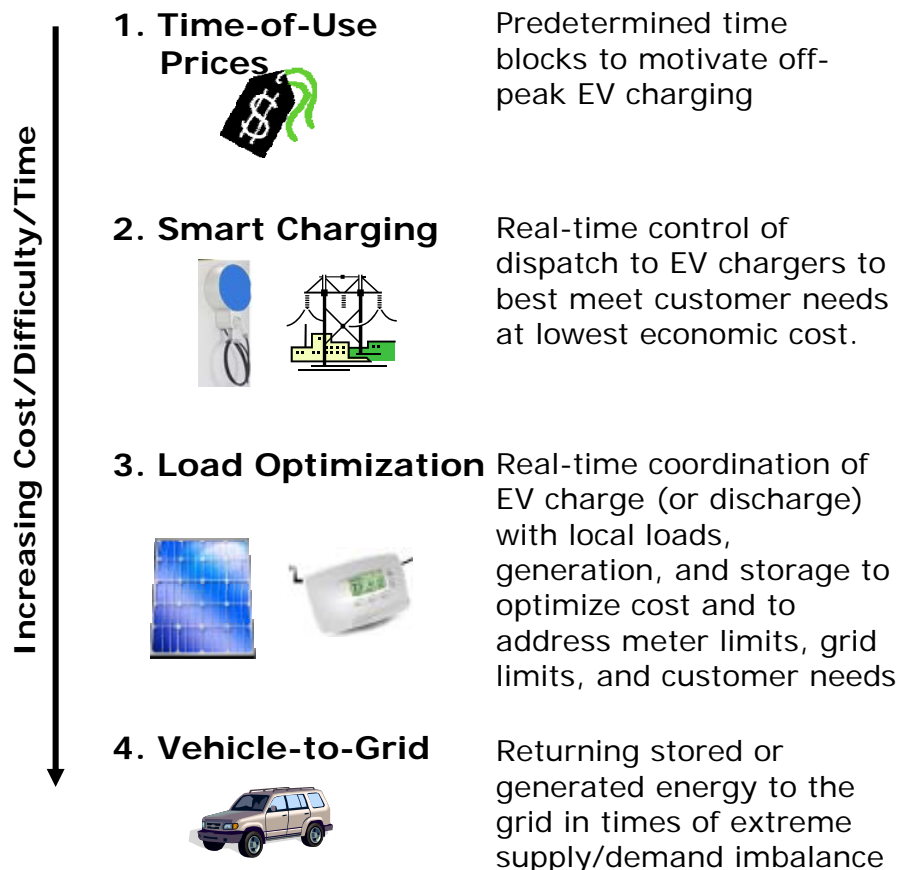 1. Time-of-Use
Prices
$
Predetermined time
blocks to motivate off-
peak EV charging
Increasing Cost/Difficulty/Time
2. Smart Charging
Real-time control of
dispatch to EV chargers to
best meet customer needs
at lowest economic cost.
3. Load Optimization
Real-time coordination of
EV charge (or discharge)
with local loads,
generation, and storage to
optimize cost and to
address meter limits, grid
limits, and customer needs
4. Vehicle-to-Grid
Returning stored or
generated energy to the
grid in times of extreme
supply/demand imbalance